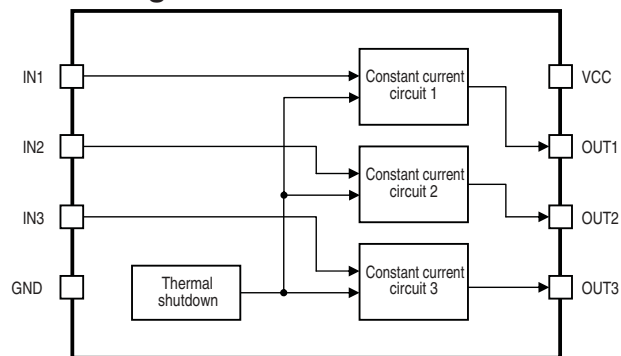 IN1
Constant current
circuit 1
VCC
IN2
OUT1
Constant current
circuit 2
IN3
OUT2
GND
Thermal
shutdown
Constant current
circuit 3
OUT3